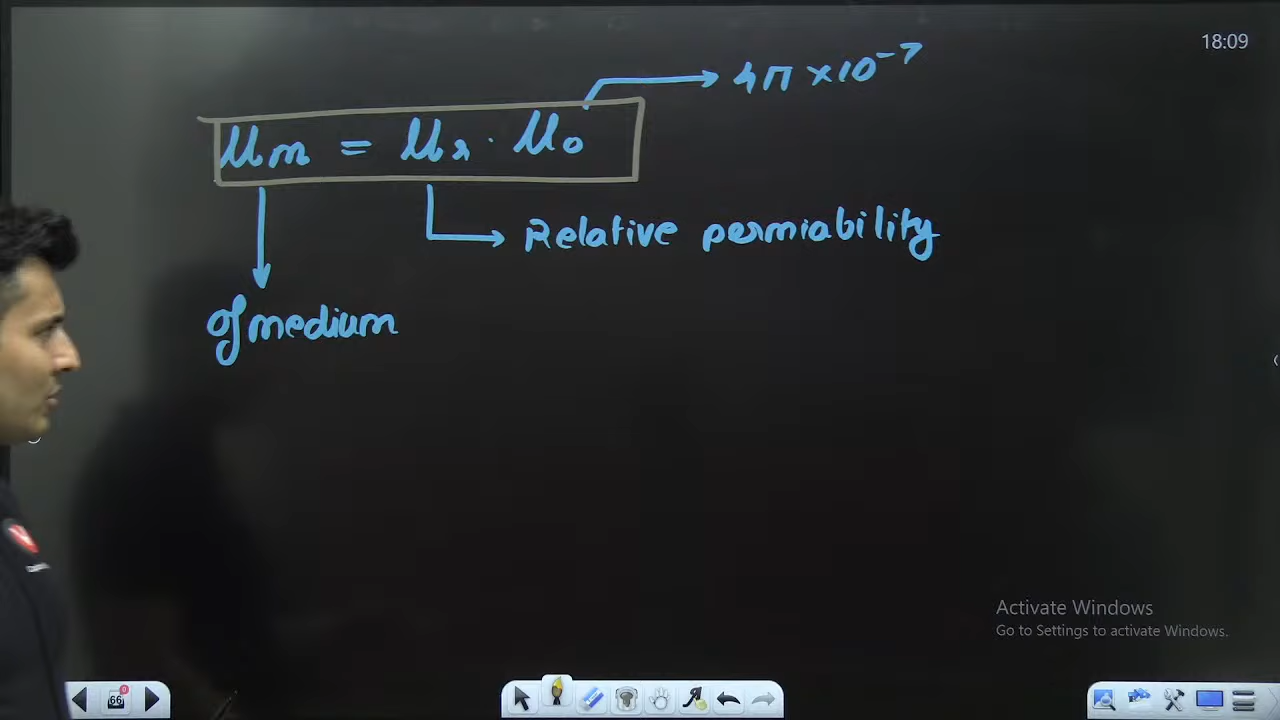 18:09
4π × 10⁻⁷
μm = μr · μ0
Relative permiability
of medium
Activate Windows
Go to Settings to activate Windows.
66